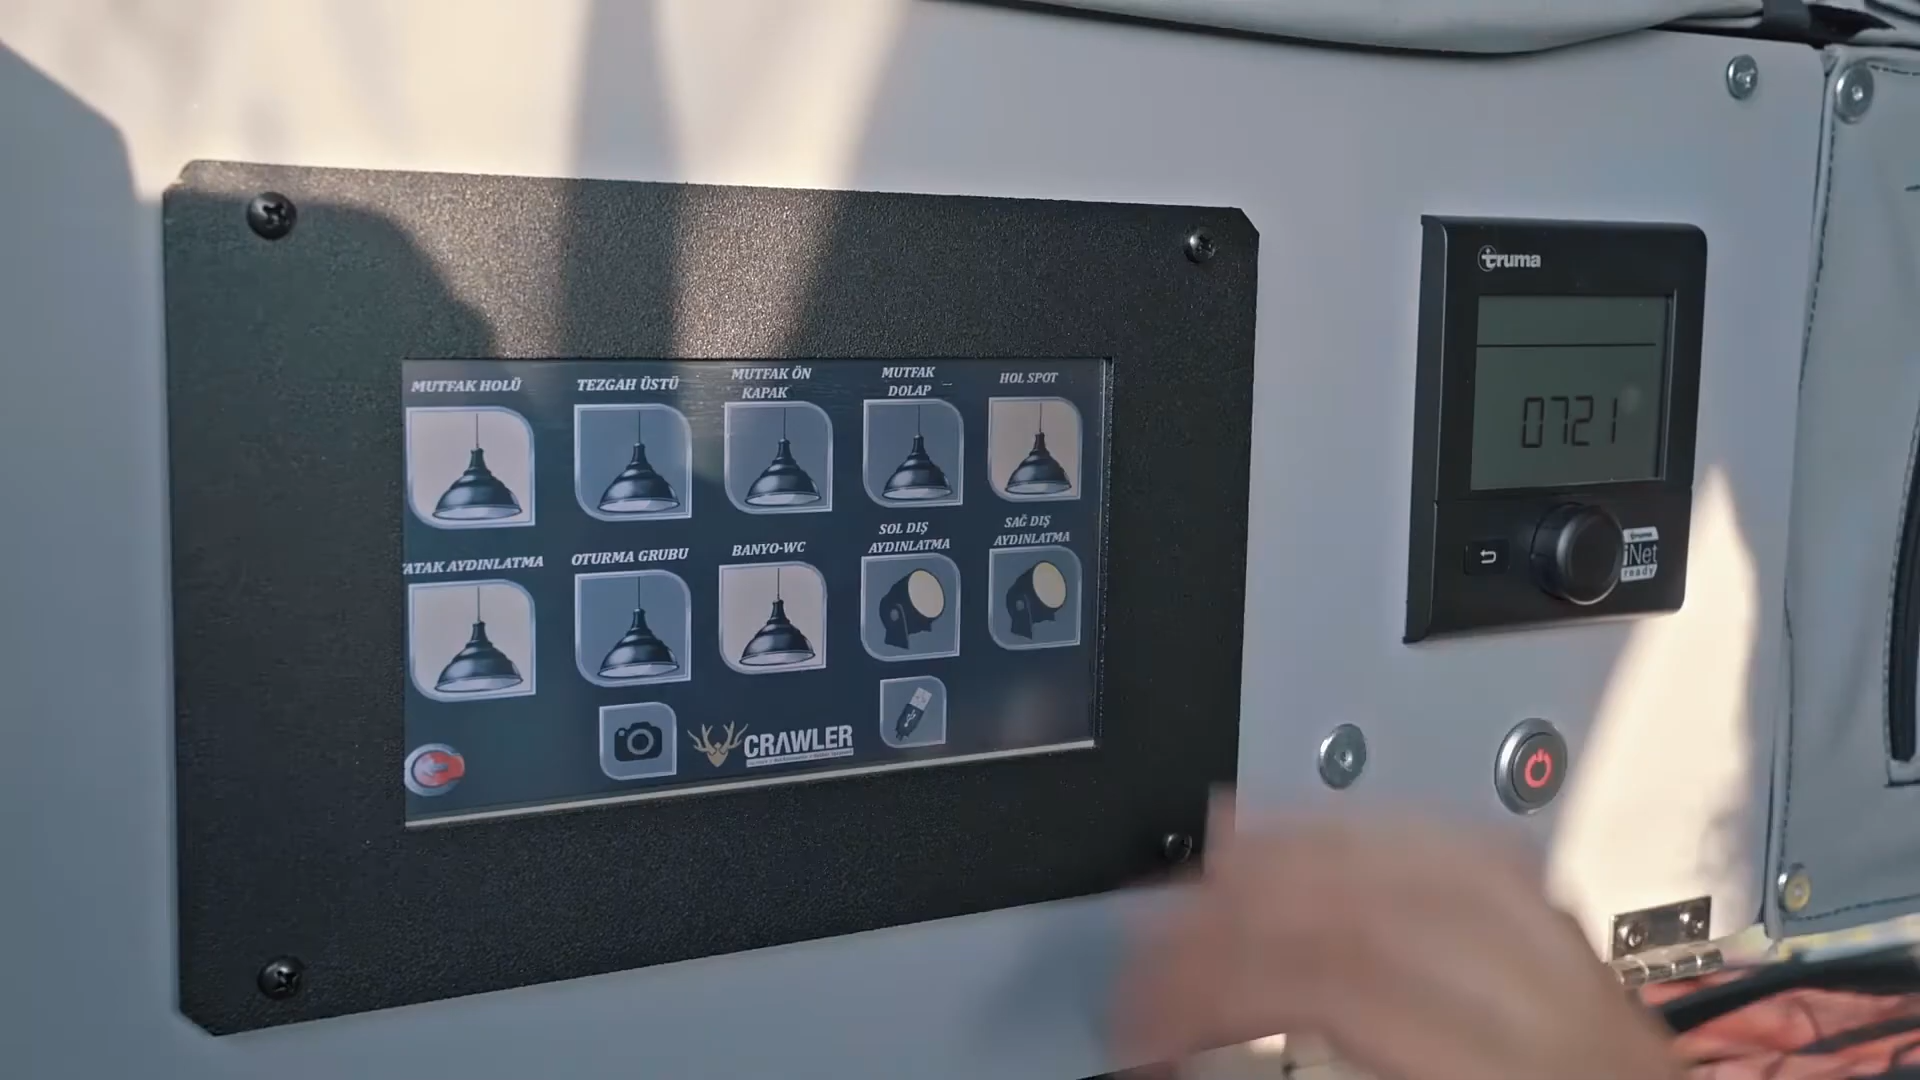 MUTFAK HOLÜ
TEZGAH ÜSTÜ
MUTFAK ÖN
KAPAK
MUTFAK
DOLAP
HOL SPOT
ATAK AYDINLATMA
OTURMA GRUBU
BANYO-WC
SOL DIŞ
AYDINLATMA
SAĞ DIŞ
AYDINLATMA
CRAWLER
truma
0721
truma
iNet
ready